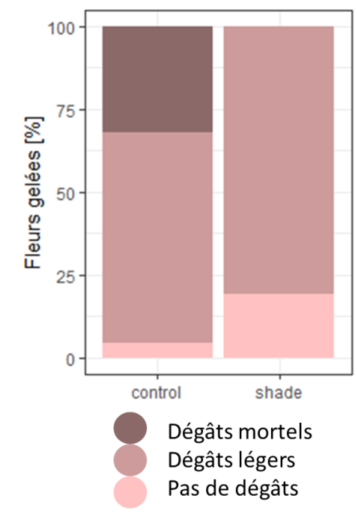 Fleurs gelées [%]
100
75
50
25
0
control shade
Dégâts mortels
Dégâts légers
Pas de dégâts